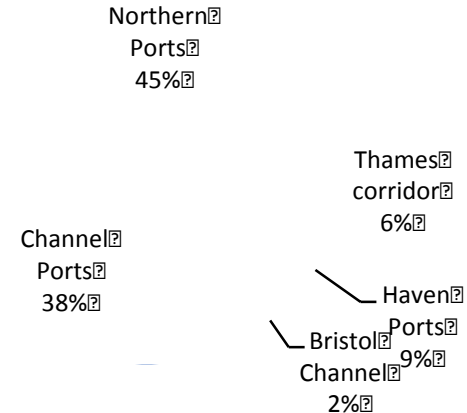 Northern
Ports
45%
Thames
corridor
6%
Channel
Ports
38%
Haven
Ports
9%
Bristol
Channel
2%